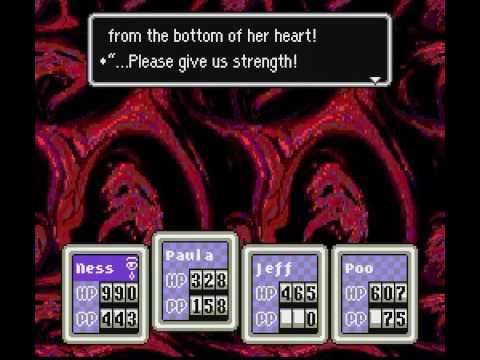 from the bottom of her heart!
•“...Please give us strength!
Ness
HP 990
PP 443
Paula
HP 328
PP 158
Jeff
HP 465
PP 0
Poo
HP 607
PP 75